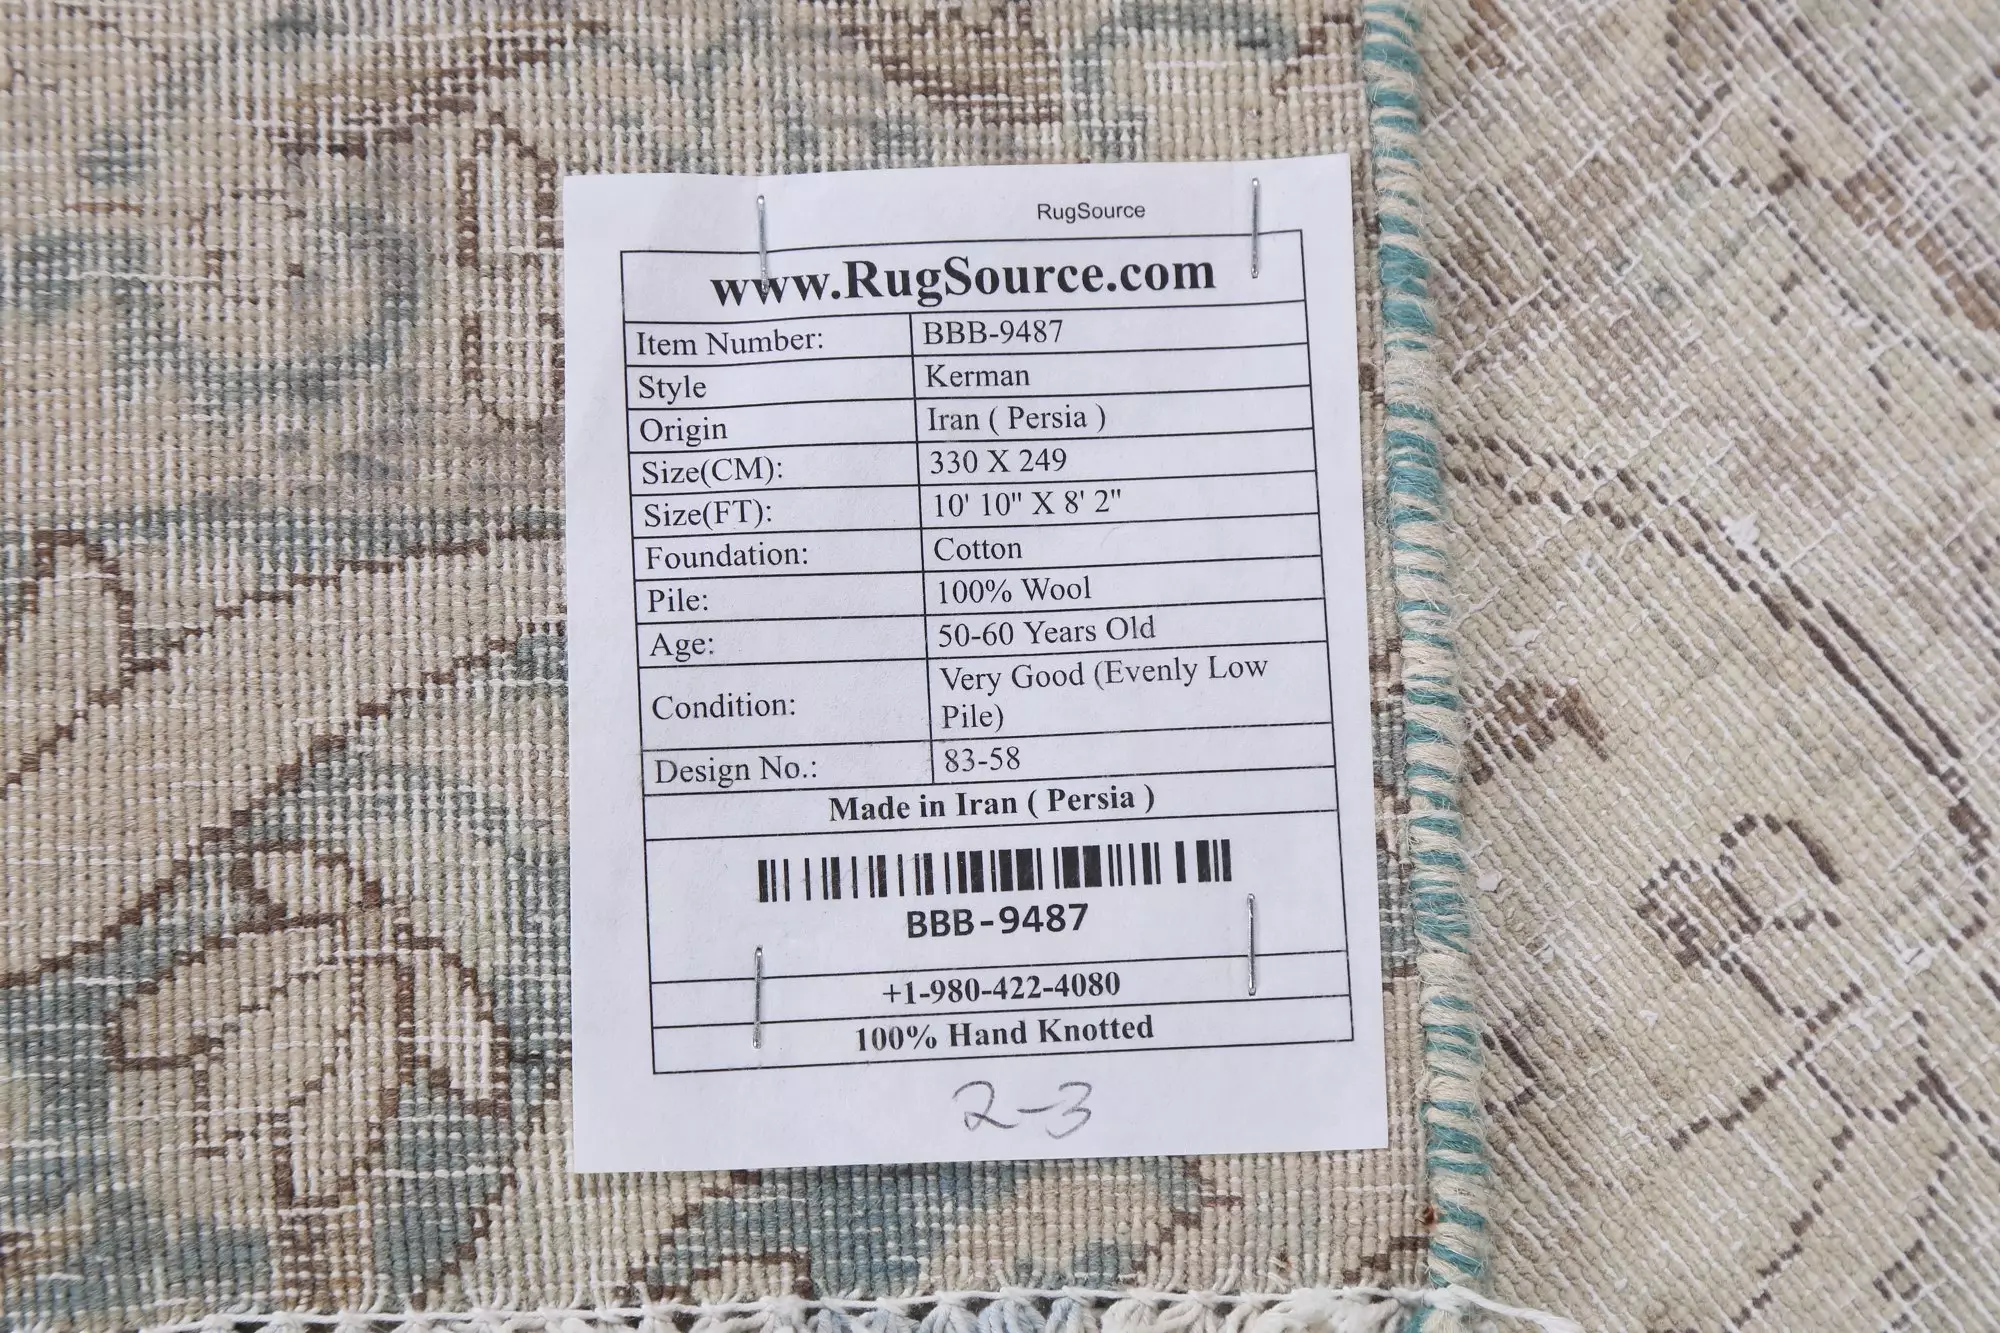 RugSource
www.RugSource.com
Item Number: BBB-9487
Style Kerman
Origin Iran ( Persia )
Size(CM): 330 X 249
Size(FT): 10' 10" X 8' 2"
Foundation: Cotton
Pile: 100% Wool
Age: 50-60 Years Old
Condition: Very Good (Evenly Low
Pile)
Design No.: 83-58
Made in Iran ( Persia )
BBB-9487
+1-980-422-4080
100% Hand Knotted
2-3